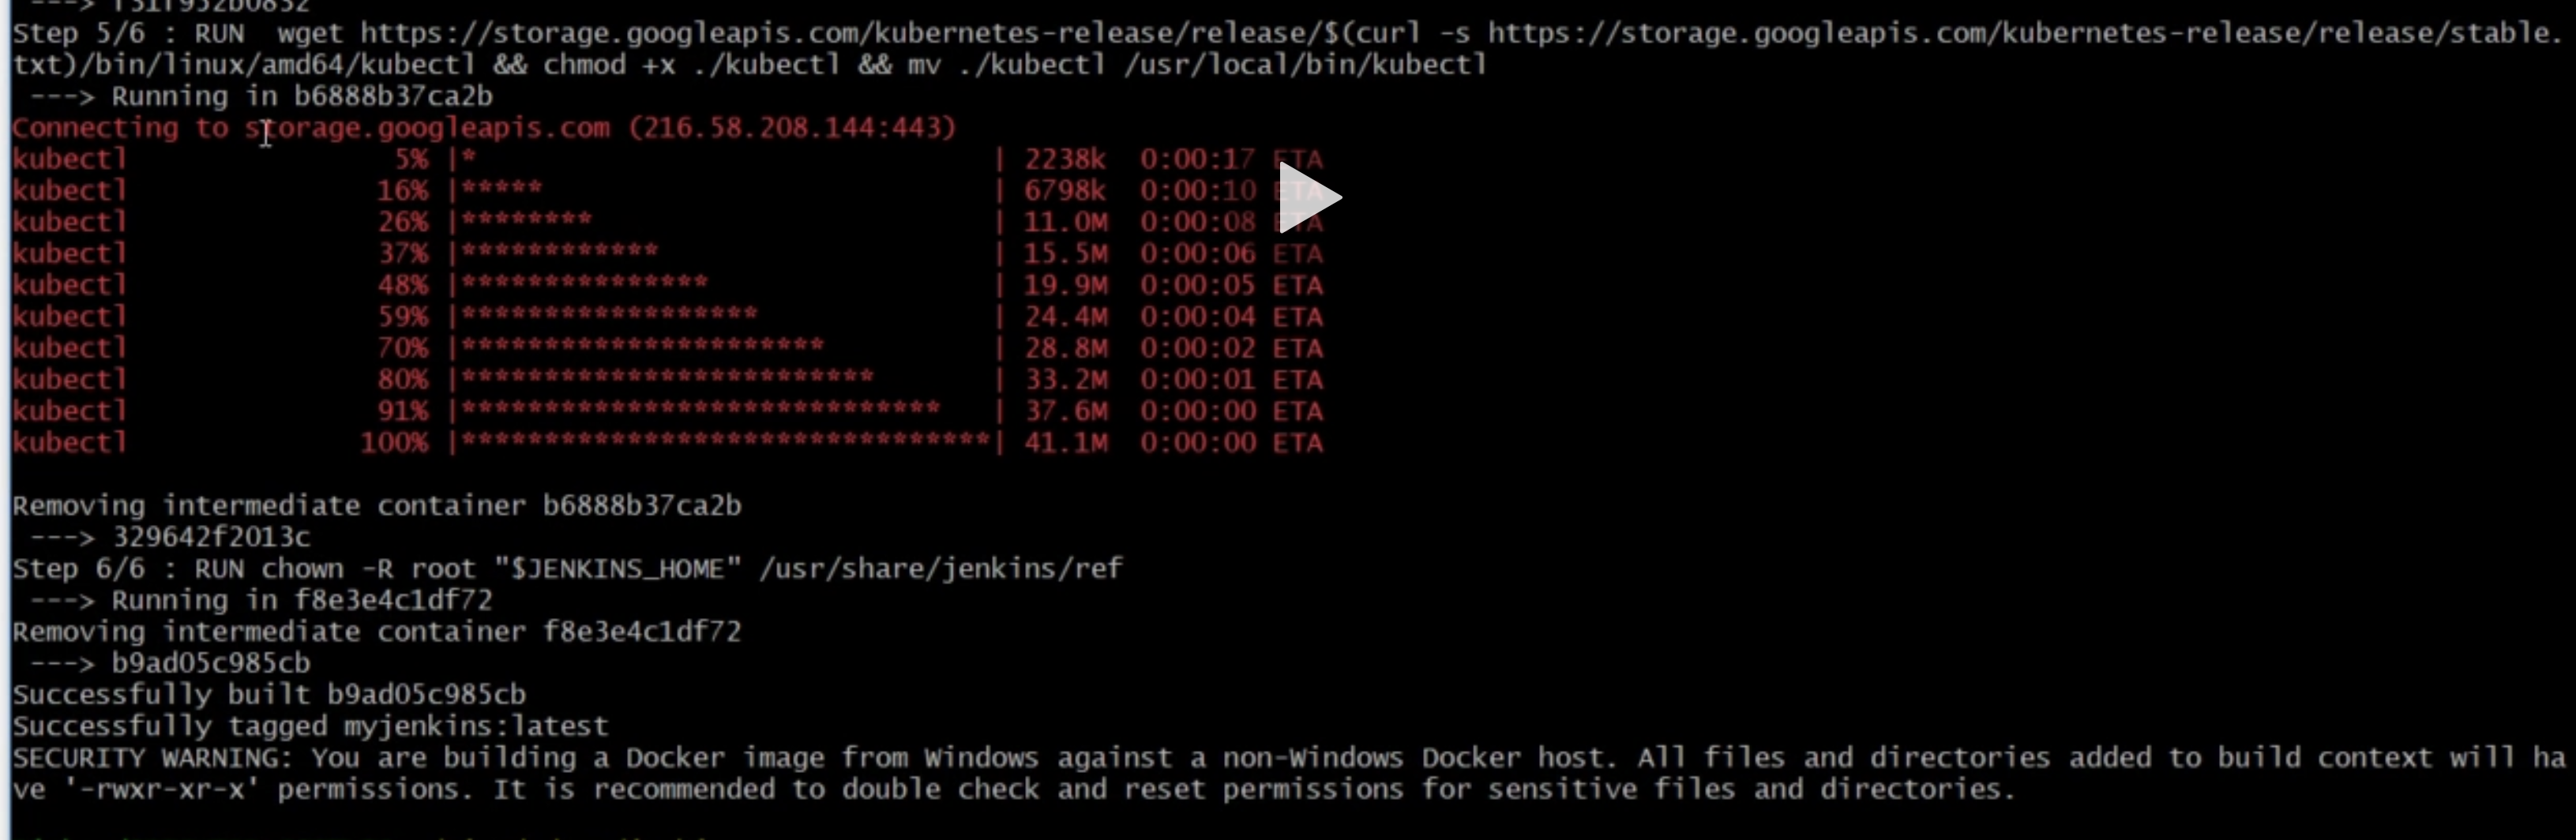 ---> f31f952b0832
Step 5/6 : RUN  wget https://storage.googleapis.com/kubernetes-release/release/$(curl -s https://storage.googleapis.com/kubernetes-release/release/stable.
txt)/bin/linux/amd64/kubectl && chmod +x ./kubectl && mv ./kubectl /usr/local/bin/kubectl
---> Running in b6888b37ca2b
Connecting to storage.googleapis.com (216.58.208.144:443)
kubectl 5% |* | 2238k 0:00:17 ETA
kubectl 16% |***** | 6798k 0:00:10 ETA
kubectl 26% |******** | 11.0M 0:00:08 ETA
kubectl 37% |************ | 15.5M 0:00:06 ETA
kubectl 48% |*************** | 19.9M 0:00:05 ETA
kubectl 59% |****************** | 24.4M 0:00:04 ETA
kubectl 70% |********************** | 28.8M 0:00:02 ETA
kubectl 80% |************************* | 33.2M 0:00:01 ETA
kubectl 91% |***************************** | 37.6M 0:00:00 ETA
kubectl 100% |********************************| 41.1M 0:00:00 ETA
Removing intermediate container b6888b37ca2b
---> 329642f2013c
Step 6/6 : RUN chown -R root "$JENKINS_HOME" /usr/share/jenkins/ref
---> Running in f8e3e4c1df72
Removing intermediate container f8e3e4c1df72
---> b9ad05c985cb
Successfully built b9ad05c985cb
Successfully tagged myjenkins:latest
SECURITY WARNING: You are building a Docker image from Windows against a non-Windows Docker host. All files and directories added to build context will ha
ve '-rwxr-xr-x' permissions. It is recommended to double check and reset permissions for sensitive files and directories.